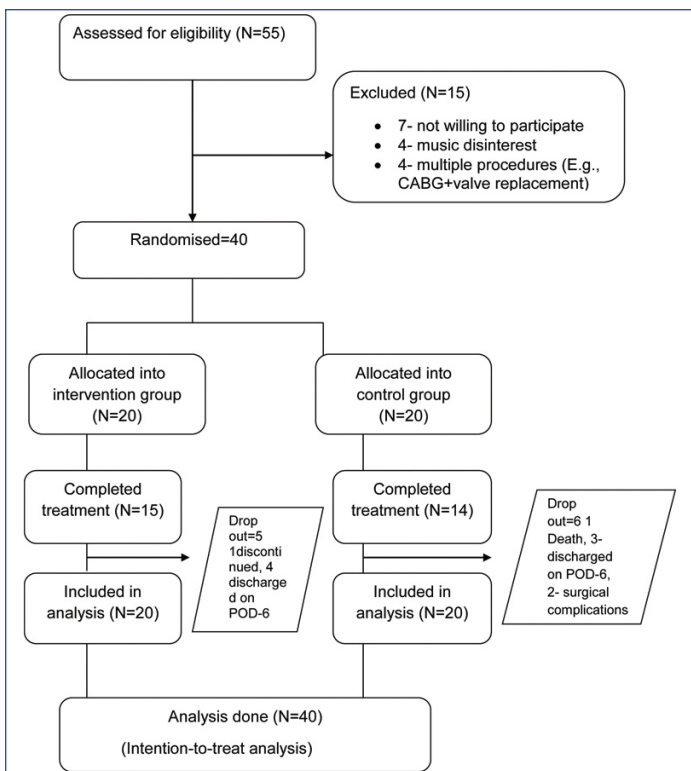 Assessed for eligibility (N=55)
Excluded (N=15)
• 7- not willing to participate
• 4- music disinterest
• 4- multiple procedures (E.g.,
CABG+valve replacement)
Randomised=40
Allocated into
intervention group
(N=20)
Allocated into
control group
(N=20)
Completed
treatment (N=15)
Drop
out=5
1disconti
nued, 4
discharge
d on
POD-6
Included in
analysis (N=20)
Completed
treatment (N=14)
Drop
out=6 1
Death, 3-
discharged
on POD-6,
2- surgical
complications
Included in
analysis (N=20)
Analysis done (N=40)
(Intention-to-treat analysis)